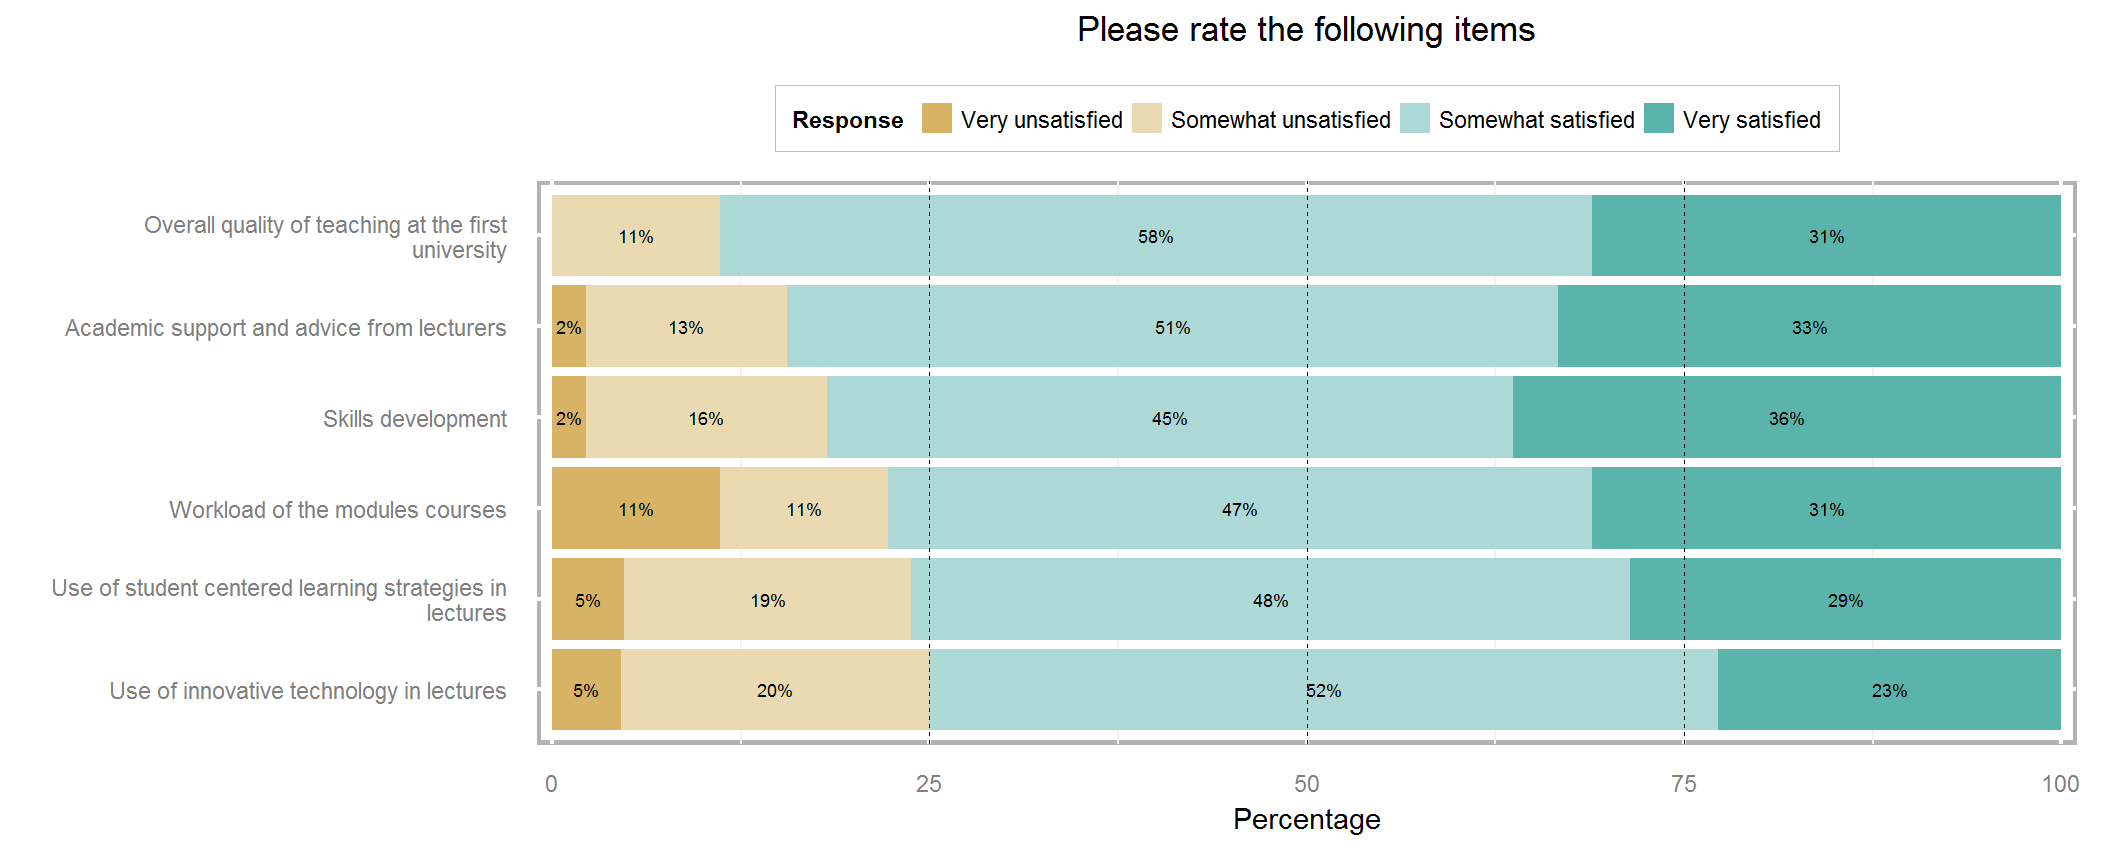 Please rate the following items
Response Very unsatisfied Somewhat unsatisfied Somewhat satisfied Very satisfied
Overall quality of teaching at the first
university
11% 58% 31%
Academic support and advice from lecturers
2% 13% 51% 33%
Skills development
2% 16% 45% 36%
Workload of the modules courses
11% 11% 47% 31%
Use of student centered learning strategies in
lectures
5% 19% 48% 29%
Use of innovative technology in lectures
5% 20% 52% 23%
0 25 50 75 100
Percentage